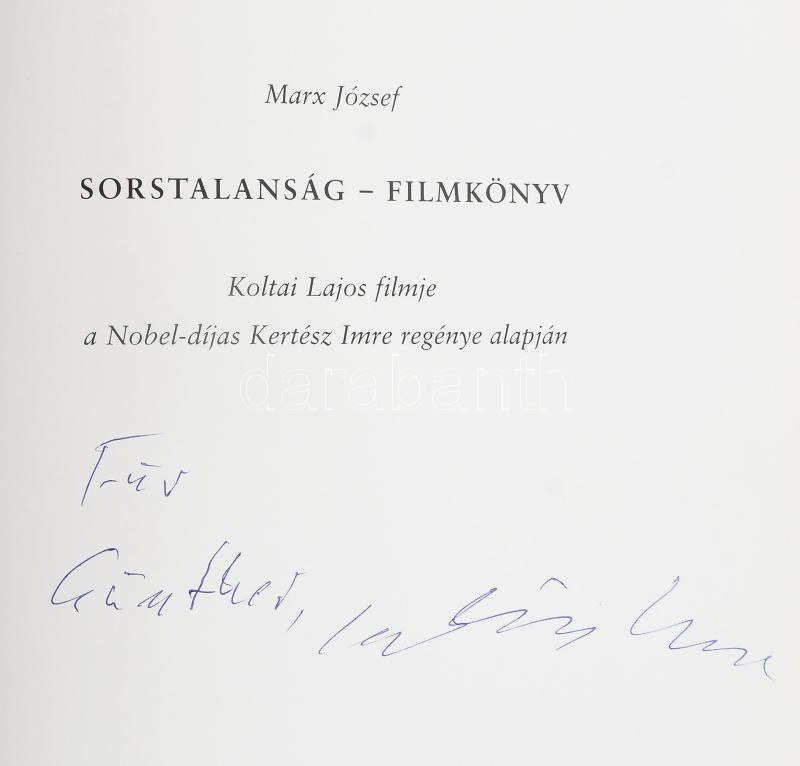 Marx József
SORSTALANSÁG – FILMKÖNYV
Koltai Lajos filmje
a Nobel-díjas Kertész Imre regénye alapján
darabanth
Für
Günther,